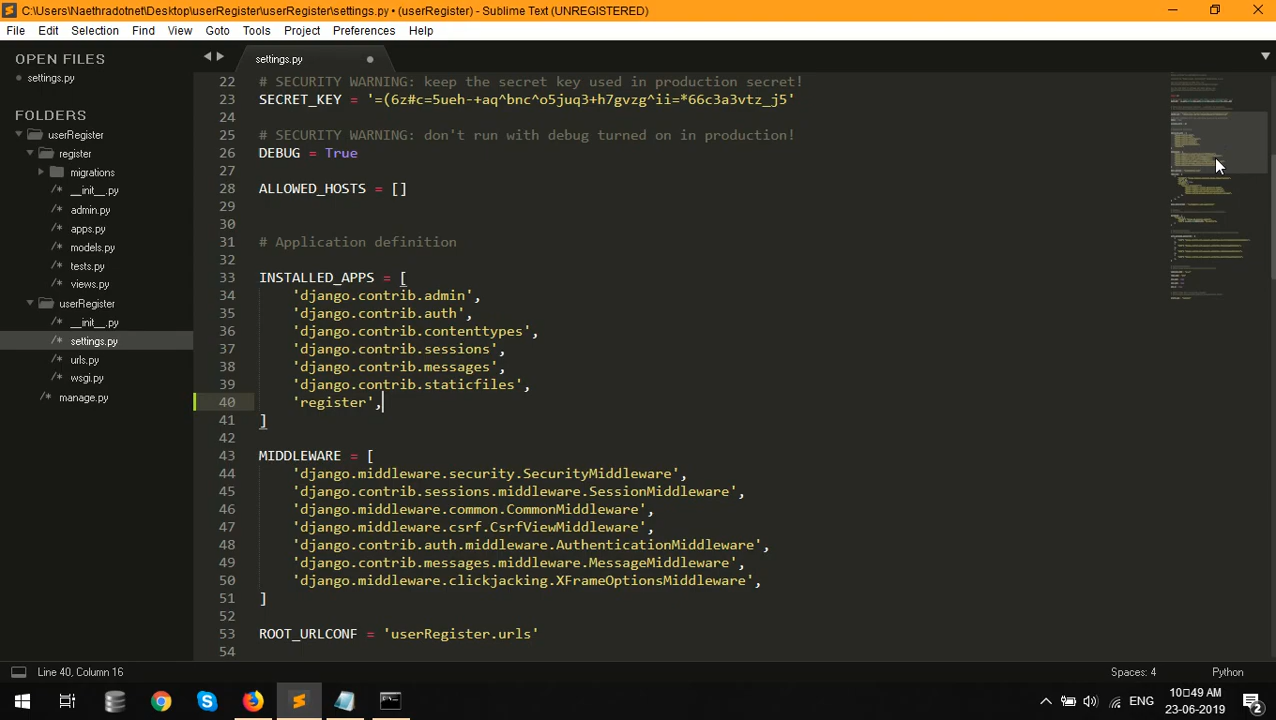 C:\Users\Naethradotnet\Desktop\userRegister\userRegister\settings.py • (userRegister) - Sublime Text (UNREGISTERED)
File Edit Selection Find View Goto Tools Project Preferences Help
OPEN FILES
settings.py
FOLDERS
userRegister
register
migrations
/* __init__.py
/* admin.py
/* apps.py
/* models.py
/* tests.py
/* views.py
userRegister
/* __init__.py
/* settings.py
/* urls.py
/* wsgi.py
/* manage.py
settings.py
22 # SECURITY WARNING: keep the secret key used in production secret!
23 SECRET_KEY = '=(6z#c=5ueh-+aq^bnc^o5juq3+h7gvzg^ii=*66c3a3vtz_j5'
24
25 # SECURITY WARNING: don't run with debug turned on in production!
26 DEBUG = True
27
28 ALLOWED_HOSTS = []
29
30
31 # Application definition
32
33 INSTALLED_APPS = [
34 'django.contrib.admin',
35 'django.contrib.auth',
36 'django.contrib.contenttypes',
37 'django.contrib.sessions',
38 'django.contrib.messages',
39 'django.contrib.staticfiles',
40 'register',
41 ]
42
43 MIDDLEWARE = [
44 'django.middleware.security.SecurityMiddleware',
45 'django.contrib.sessions.middleware.SessionMiddleware',
46 'django.middleware.common.CommonMiddleware',
47 'django.middleware.csrf.CsrfViewMiddleware',
48 'django.contrib.auth.middleware.AuthenticationMiddleware',
49 'django.contrib.messages.middleware.MessageMiddleware',
50 'django.middleware.clickjacking.XFrameOptionsMiddleware',
51 ]
52
53 ROOT_URLCONF = 'userRegister.urls'
54
Line 40, Column 16
Spaces: 4
Python
ENG
10:49 AM
23-06-2019
2